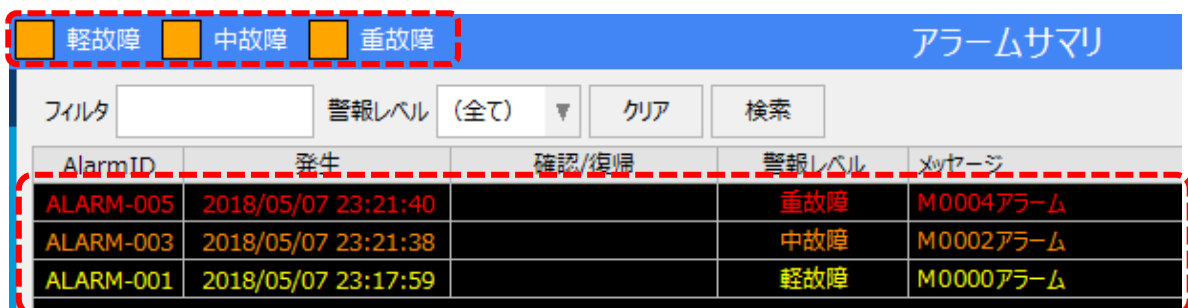 軽故障 中故障 重故障 アラームサマリ
フィルタ 警報レベル (全て) クリア 検索
AlarmID 発生 確認/復帰 警報レベル メッセージ
ALARM-005 2018/05/07 23:21:40 重故障 M0004アラーム
ALARM-003 2018/05/07 23:21:38 中故障 M0002アラーム
ALARM-001 2018/05/07 23:17:59 軽故障 M0000アラーム